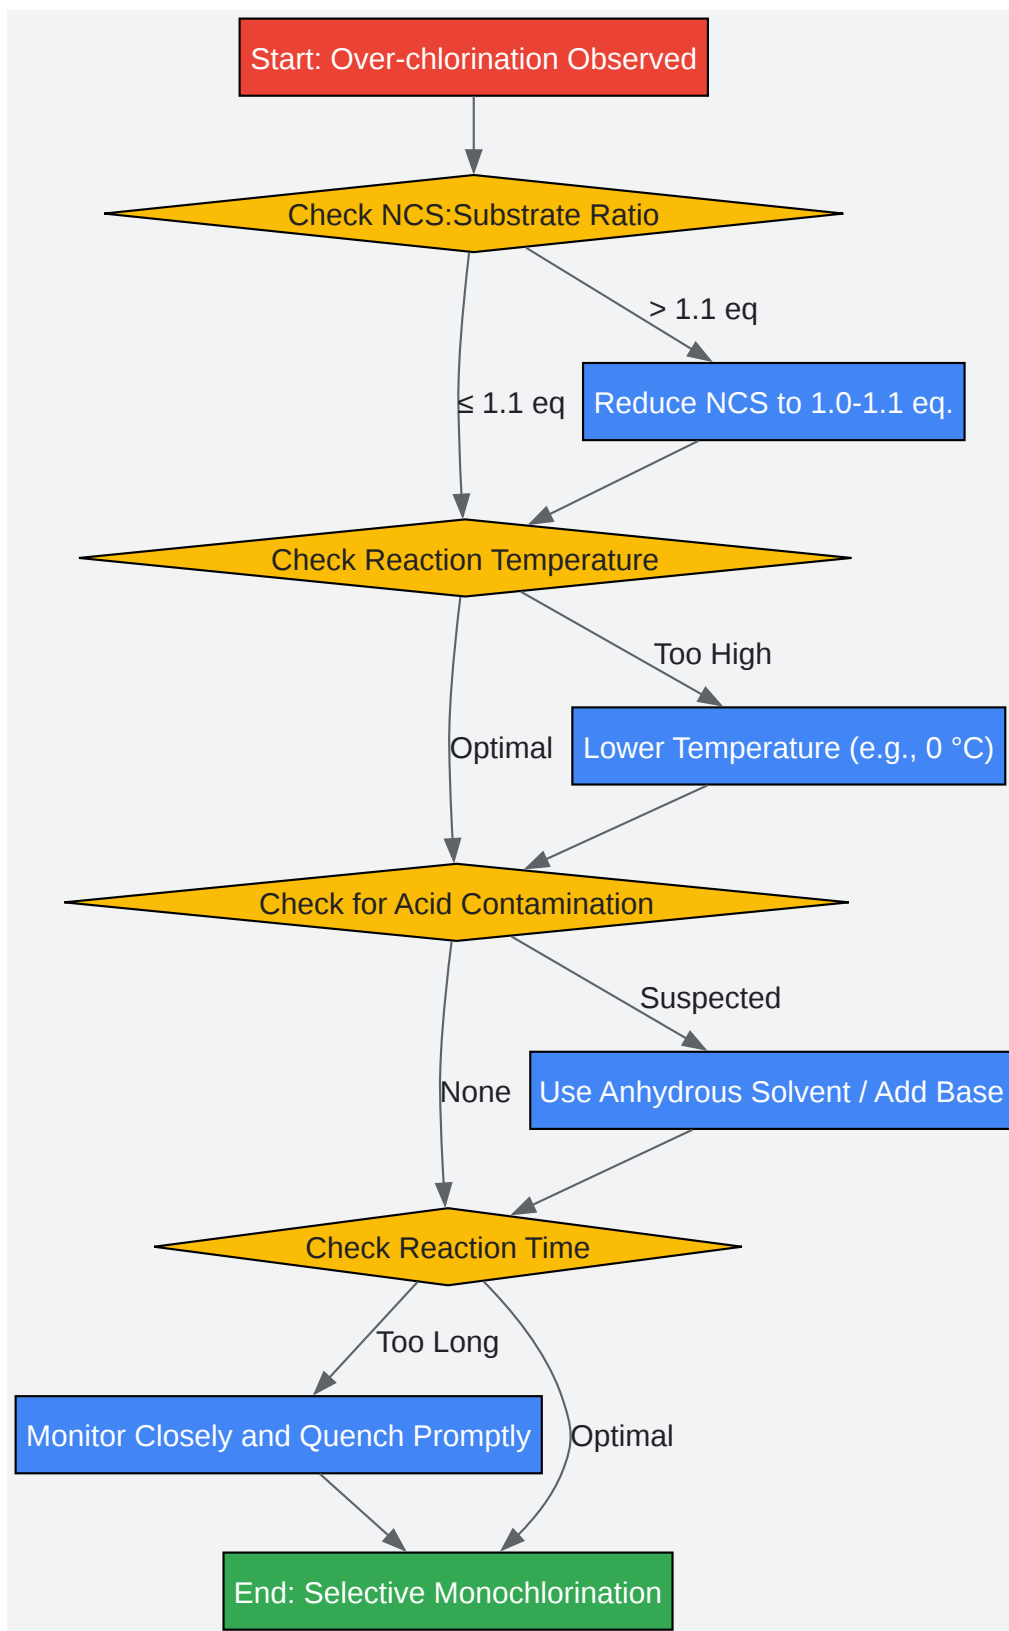 Start: Over-chlorination Observed
Check NCS:Substrate Ratio
> 1.1 eq
≤ 1.1 eq
Reduce NCS to 1.0-1.1 eq.
Check Reaction Temperature
Too High
Optimal
Lower Temperature (e.g., 0 °C)
Check for Acid Contamination
Suspected
None
Use Anhydrous Solvent / Add Base
Check Reaction Time
Too Long
Monitor Closely and Quench Promptly
Optimal
End: Selective Monochlorination